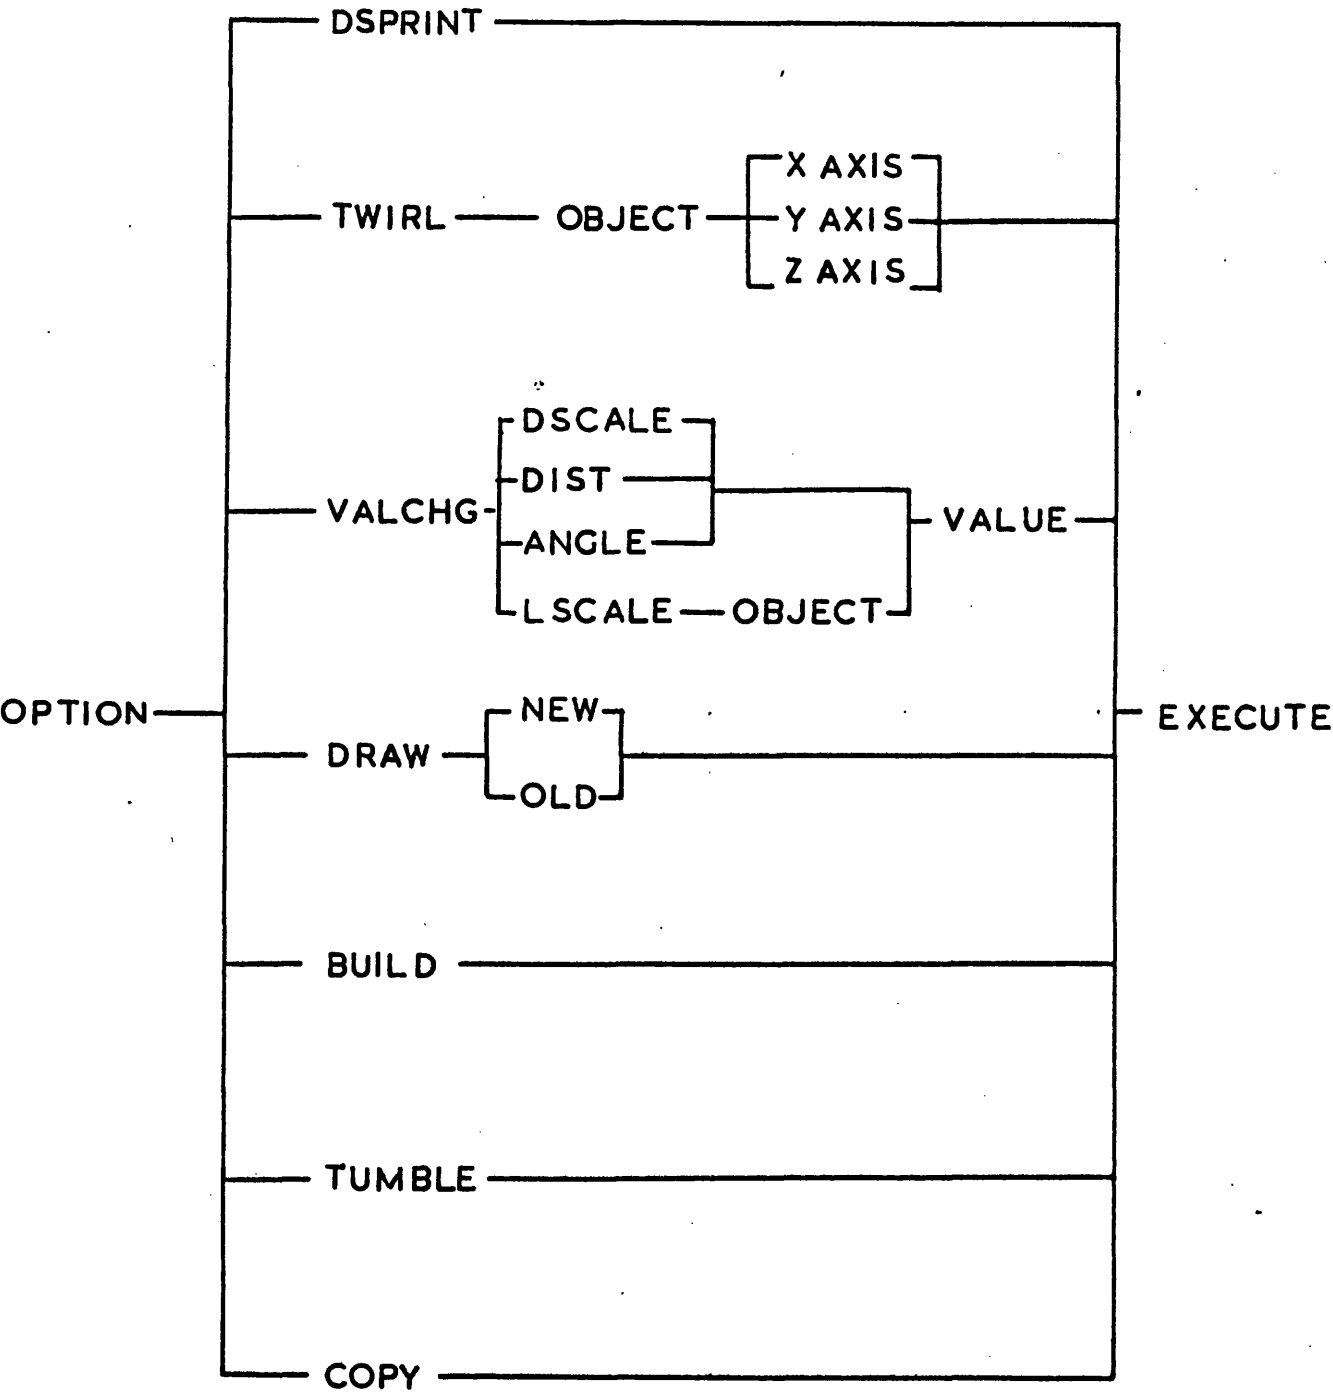 DSPRINT
X AXIS
TWIRL OBJECT Y AXIS
Z AXIS
DSCALE
DIST
VALCHG VALUE
ANGLE
LSCALE OBJECT
OPTION NEW EXECUTE
DRAW
OLD
BUILD
TUMBLE
COPY